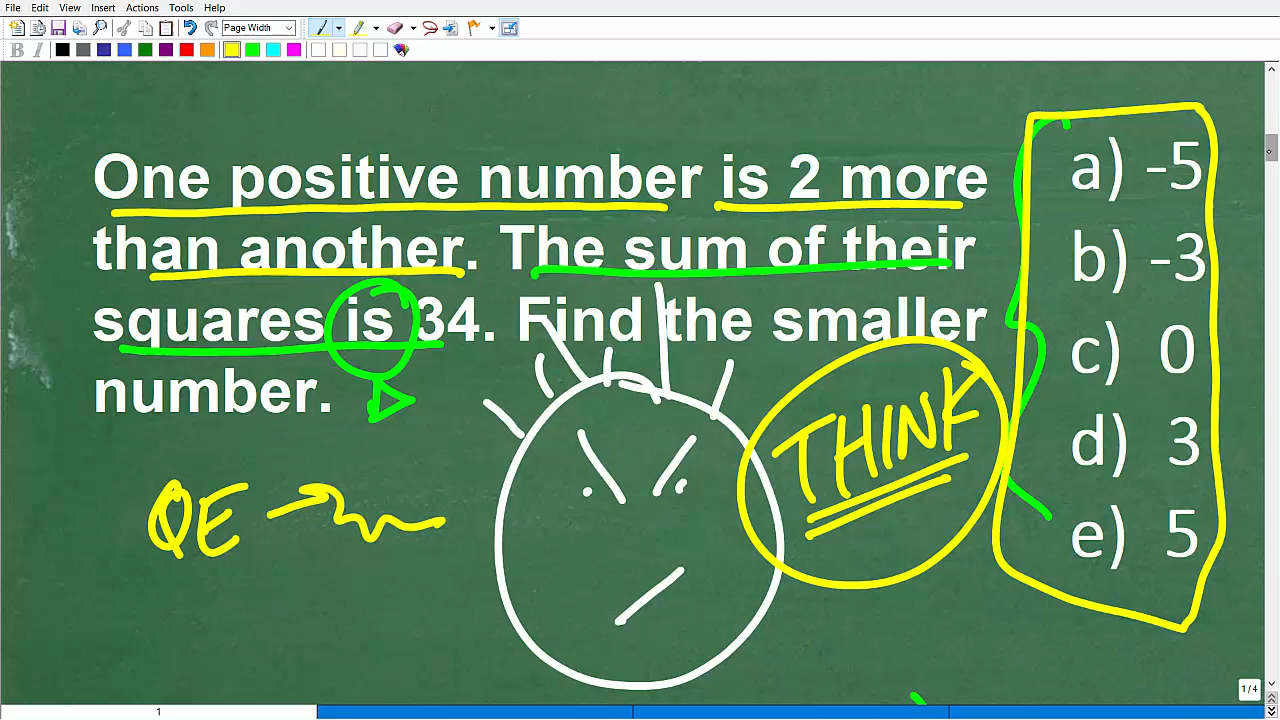 File Edit View Insert Actions Tools Help
Page Width
B I
One positive number is 2 more
than another. The sum of their
squares is 34. Find the smaller
number.
a) -5
b) -3
c) 0
d) 3
e) 5
THINK
QE
1/4
1